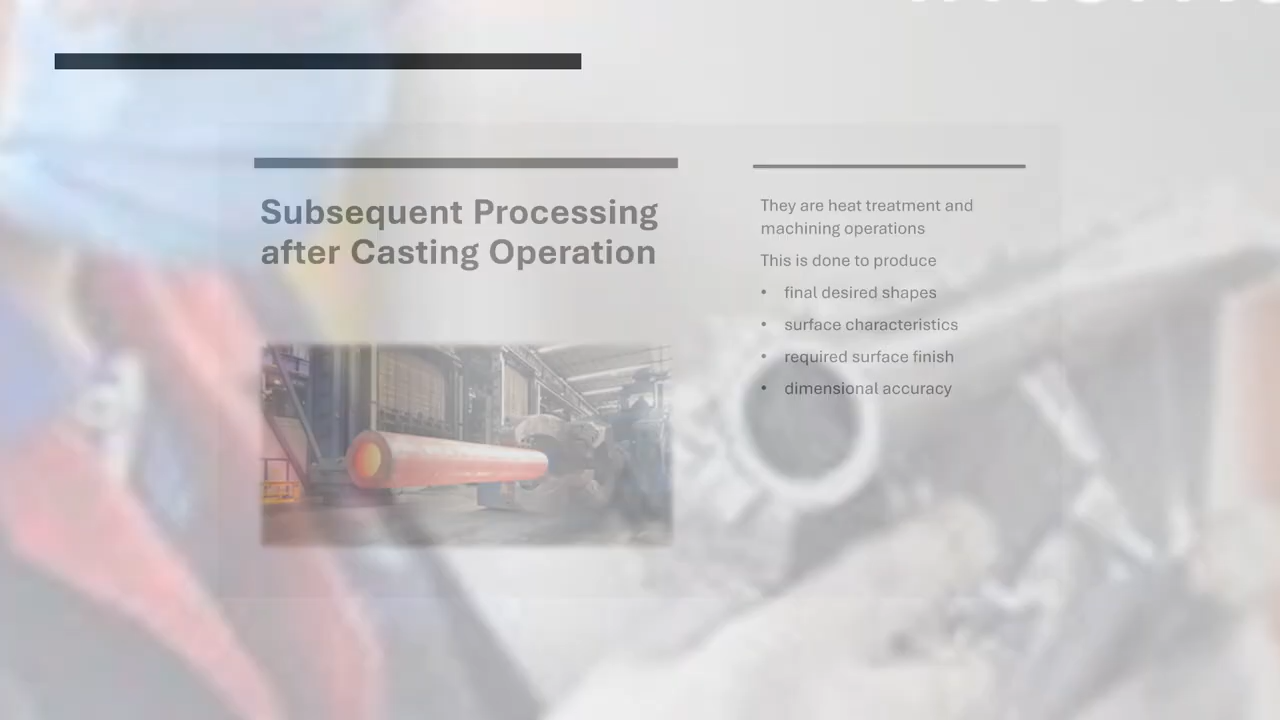 Subsequent Processing
after Casting Operation
They are heat treatment and
machining operations
This is done to produce
• final desired shapes
• surface characteristics
• required surface finish
• dimensional accuracy